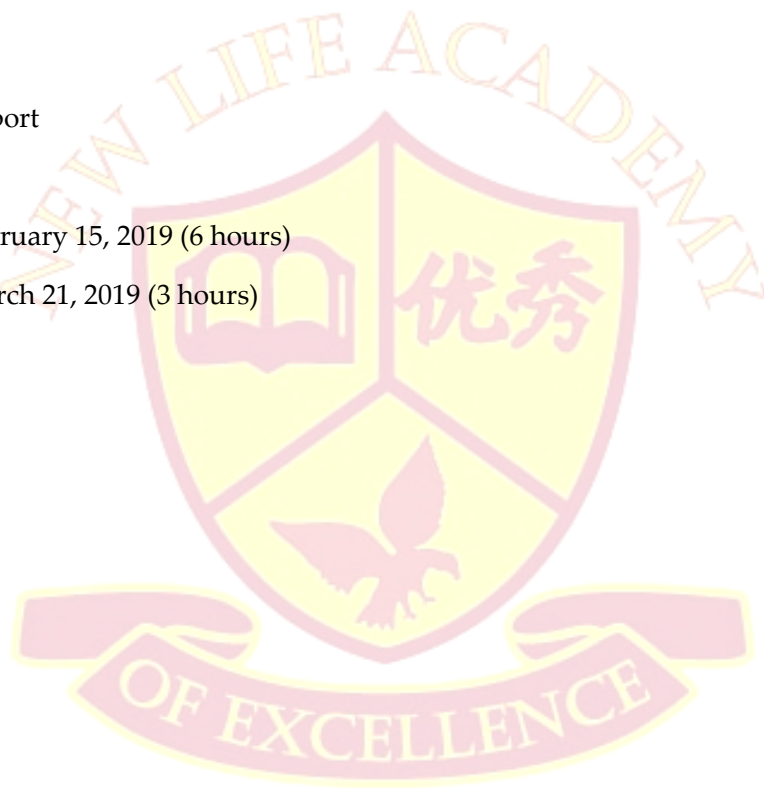 NEW LIFE ACADEMY
port
ruary 15, 2019 (6 hours)
rch 21, 2019 (3 hours)
优秀
OF EXCELLENCE